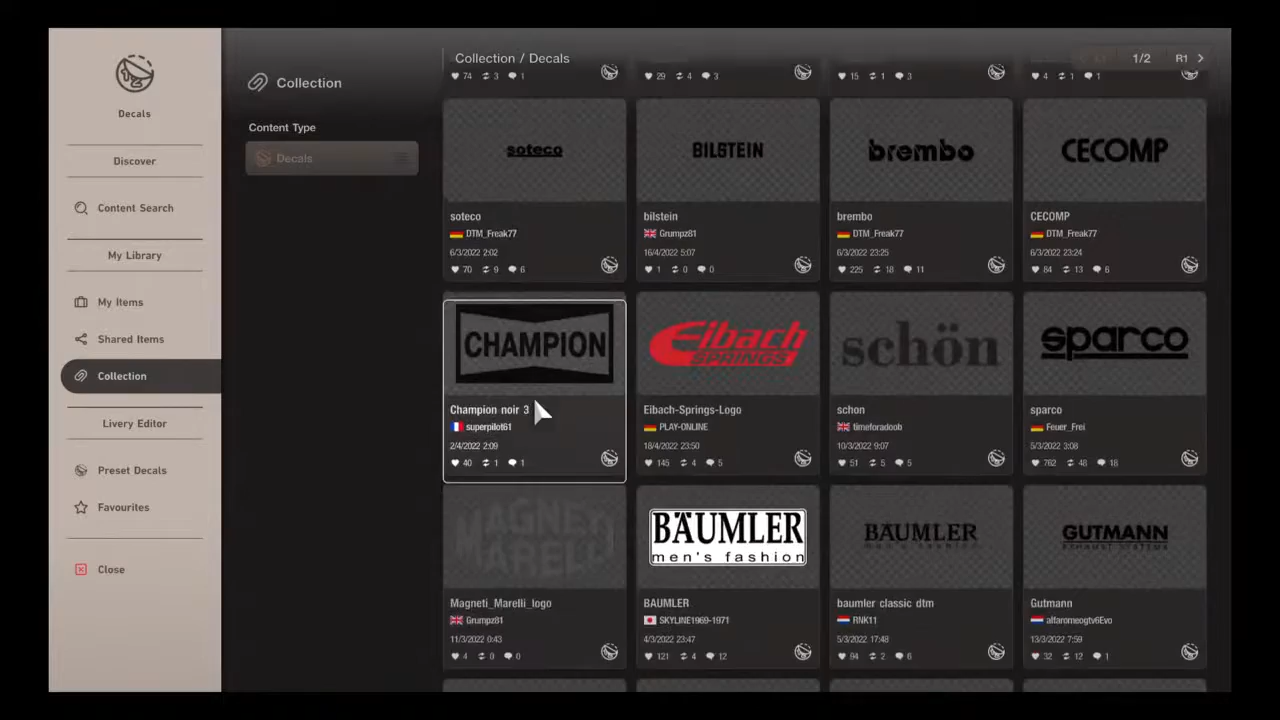 Decals
Discover
Content Search
My Library
My Items
Shared Items
Collection
Livery Editor
Preset Decals
Favourites
Close
Collection
Content Type
Decals
Collection / Decals
1/2 R1
74 3 1
29 4 3
15 1 3
4 1 1
soteco
soteco
DTM_Freak77
6/3/2022 2:02
70 9 6
BILSTEIN
bilstein
Grumpz81
16/4/2022 5:07
1 0 0
brembo
brembo
DTM_Freak77
6/3/2022 23:25
225 18 11
CECOMP
CECOMP
DTM_Freak77
6/3/2022 23:24
84 13 6
CHAMPION
Champion noir 3
superpilot61
2/4/2022 2:09
40 1 1
Eibach
SPRINGS
Eibach-Springs-Logo
PLAY-ONLINE
18/4/2022 23:50
145 4 5
schön
schon
timeforadoob
10/3/2022 9:07
51 5 5
sparco
sparco
Feuer_Frei
5/3/2022 3:08
762 48 18
MAGNETI
MARELLI
Magneti_Marelli_logo
Grumpz81
11/3/2022 0:43
4 0 0
BÄUMLER
men's fashion
BAUMLER
SKYLINE1969-1971
4/3/2022 23:47
121 4 12
BÄUMLER
men's fashion
baumler classic dtm
RNK11
5/3/2022 17:48
94 2 6
GUTMANN
EXHAUST SYSTEMS
Gutmann
alfaromeogtv6Evo
13/3/2022 7:59
32 12 1